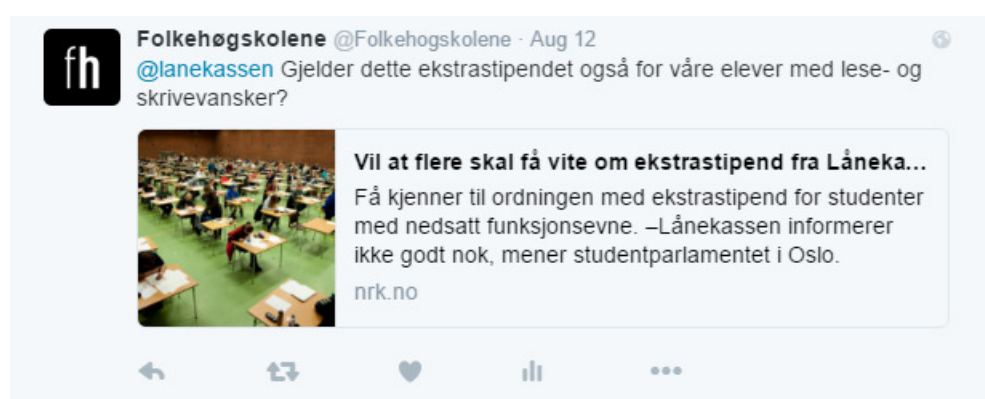 fh
Folkehøgskolene @Folkehogskolene · Aug 12
@lanekassen Gjelder dette ekstrastipendet også for våre elever med lese- og
skrivevansker?
Vil at flere skal få vite om ekstrastipend fra Låneka...
Få kjenner til ordningen med ekstrastipend for studenter
med nedsatt funksjonsevne. –Lånekassen informerer
ikke godt nok, mener studentparlamentet i Oslo.
nrk.no